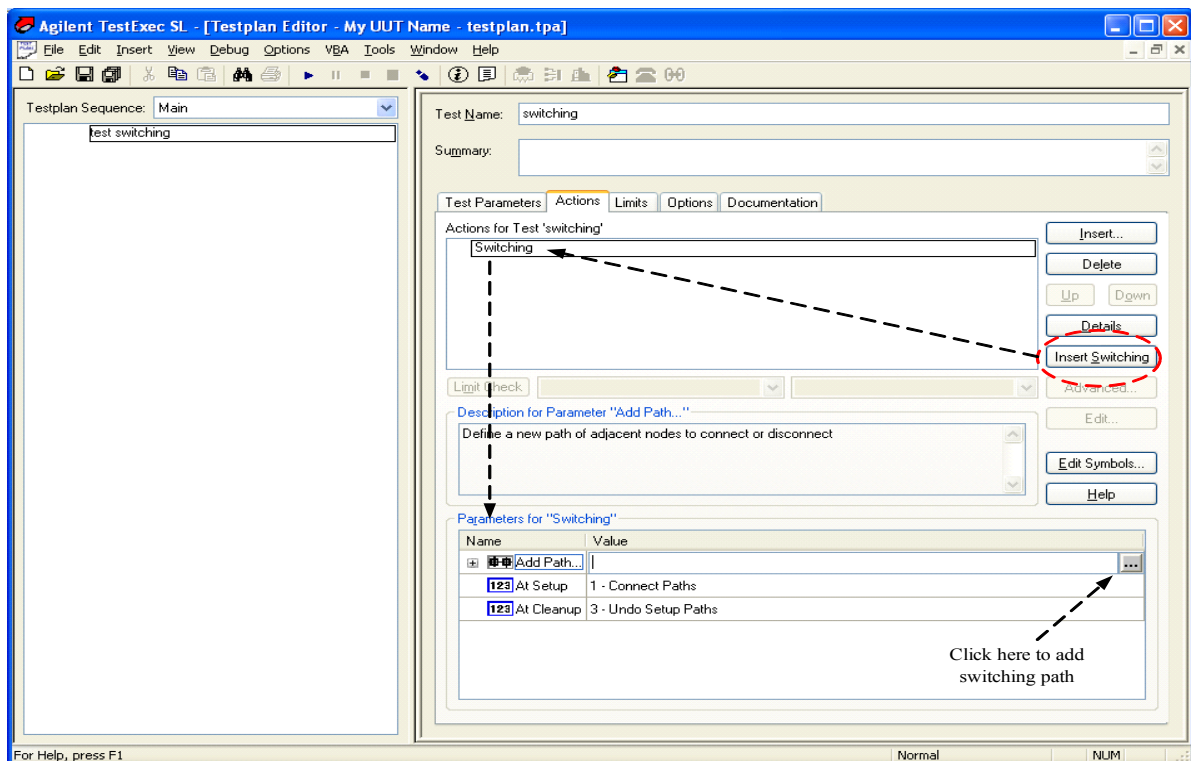 Agilent TestExec SL - [Testplan Editor - My UUT Name - testplan.tpa]
File Edit Insert View Debug Options VBA Tools Window Help
Testplan Sequence: Main
test switching
Test Name: switching
Summary:
Test Parameters Actions Limits Options Documentation
Actions for Test 'switching'
Switching
Insert...
Delete
Up Down
Details
Insert Switching
Limit Check
Advanced...
Description for Parameter "Add Path..."
Define a new path of adjacent nodes to connect or disconnect
Edit...
Edit Symbols...
Help
Parameters for "Switching"
Name Value
Add Path... ...
123 At Setup 1 - Connect Paths
123 At Cleanup 3 - Undo Setup Paths
Click here to add
switching path
For Help, press F1 Normal NUM